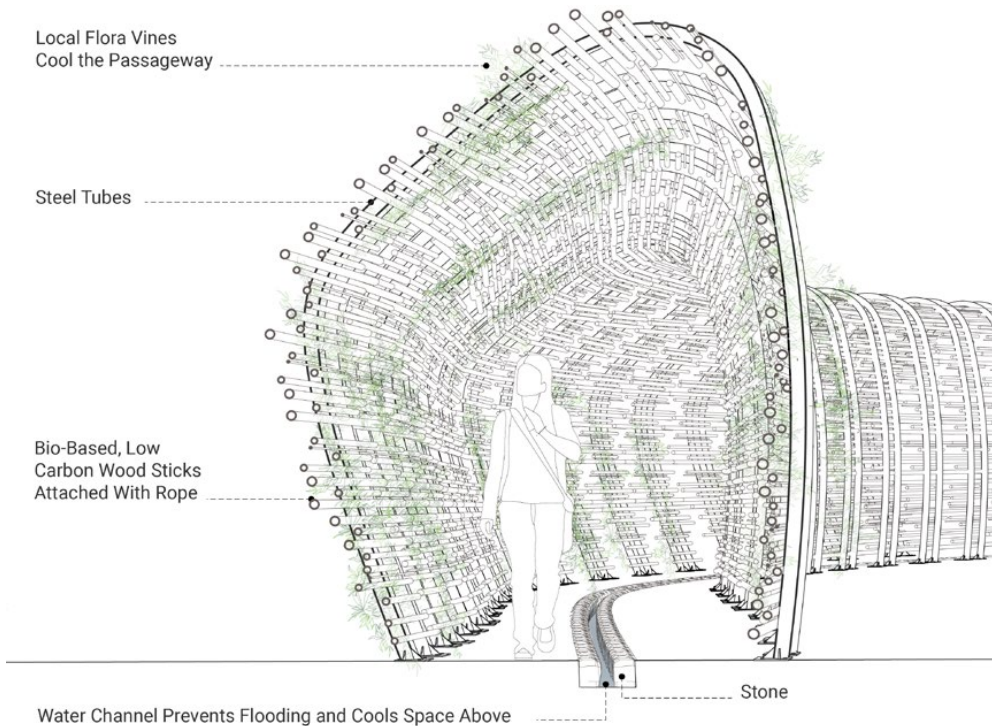 Local Flora Vines
Cool the Passageway
Steel Tubes
Bio-Based, Low
Carbon Wood Sticks
Attached With Rope
Stone
Water Channel Prevents Flooding and Cools Space Above